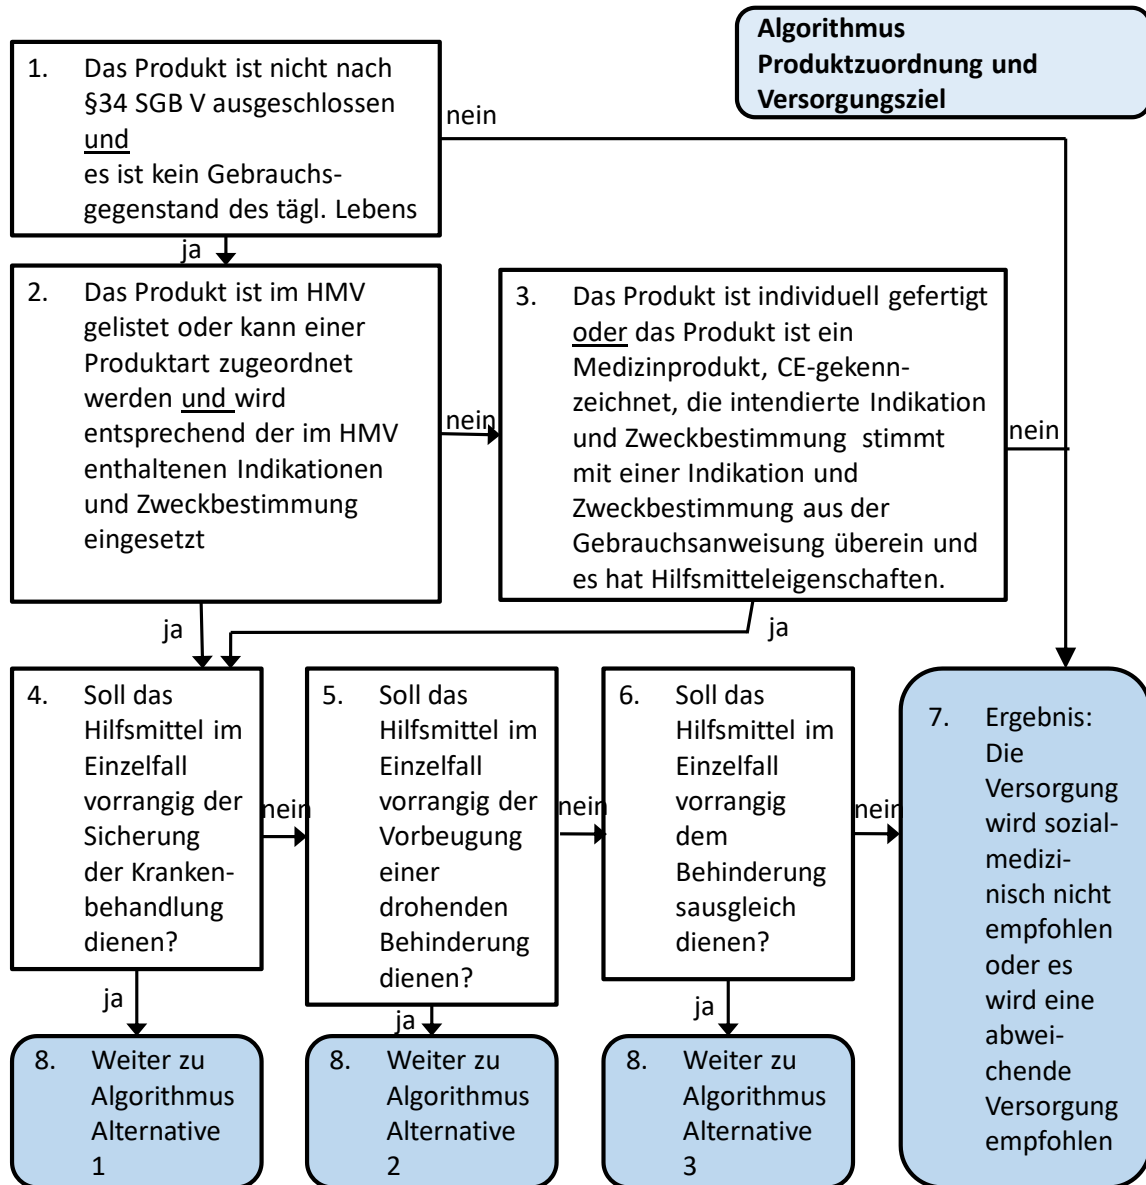 Algorithmus
Produktzuordnung und
Versorgungsziel
1. Das Produkt ist nicht nach
§34 SGB V ausgeschlossen
und
es ist kein Gebrauchs-
gegenstand des tägl. Lebens
nein
ja
2. Das Produkt ist im HMV
gelistet oder kann einer
Produktart zugeordnet
werden und wird
entsprechend der im HMV
enthaltenen Indikationen
und Zweckbestimmung
eingesetzt
nein
3. Das Produkt ist individuell gefertigt
oder das Produkt ist ein
Medizinprodukt, CE-gekenn-
zeichnet, die intendierte Indikation
und Zweckbestimmung stimmt
mit einer Indikation und
Zweckbestimmung aus der
Gebrauchsanweisung überein und
es hat Hilfsmitteleigenschaften.
nein
ja
ja
4. Soll das
Hilfsmittel im
Einzelfall
vorrangig der
Sicherung
der Kranken-
behandlung
dienen?
nein
5. Soll das
Hilfsmittel im
Einzelfall
vorrangig der
Vorbeugung
einer
drohenden
Behinderung
dienen?
nein
6. Soll das
Hilfsmittel im
Einzelfall
vorrangig
dem
Behinderung
sausgleich
dienen?
nein
7. Ergebnis:
Die
Versorgung
wird sozial-
medizi-
nisch nicht
empfohlen
oder es
wird eine
abwei-
chende
Versorgung
empfohlen
ja
ja
ja
8. Weiter zu
Algorithmus
Alternative
1
8. Weiter zu
Algorithmus
Alternative
2
8. Weiter zu
Algorithmus
Alternative
3